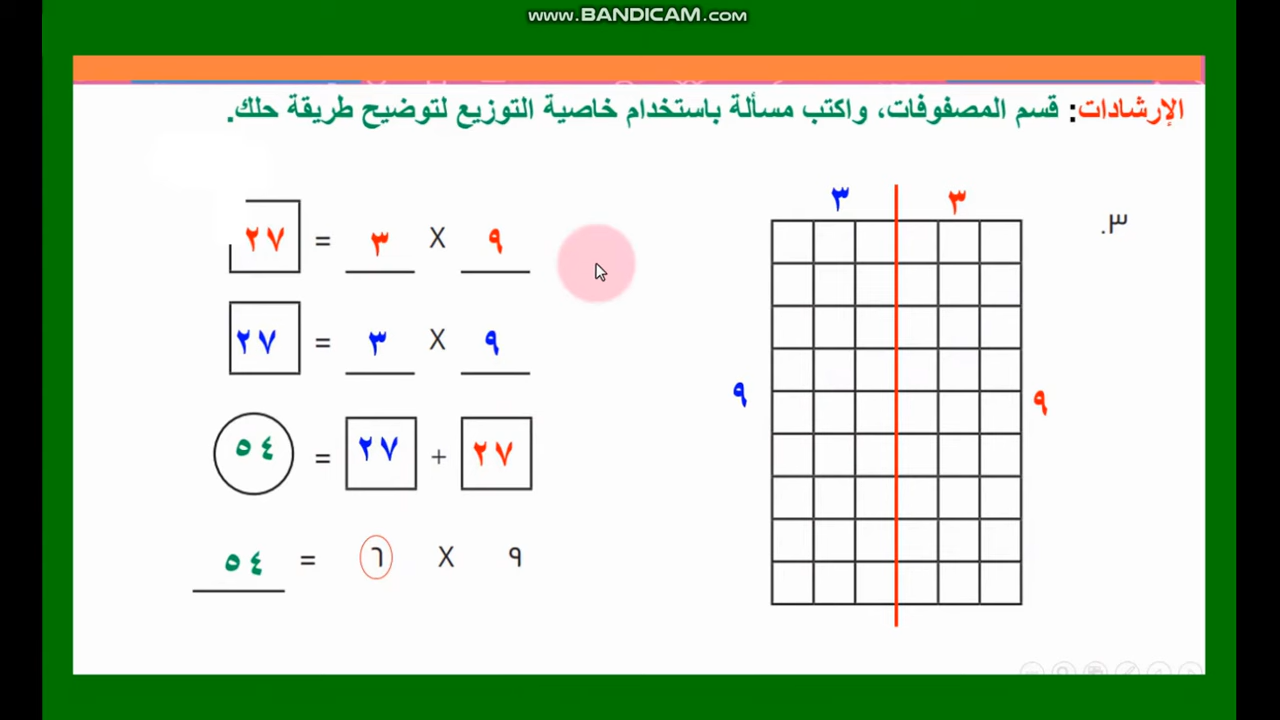 www.BANDICAM.com
الإرشادات: قسم المصفوفات، واكتب مسألة باستخدام خاصية التوزيع لتوضيح طريقة حلك.
٣.
٣ ٣
٩ ٩
٩ X ٣ = ٢٧
٩ X ٣ = ٢٧
٢٧ + ٢٧ = ٥٤
٩ X ٦ = ٥٤